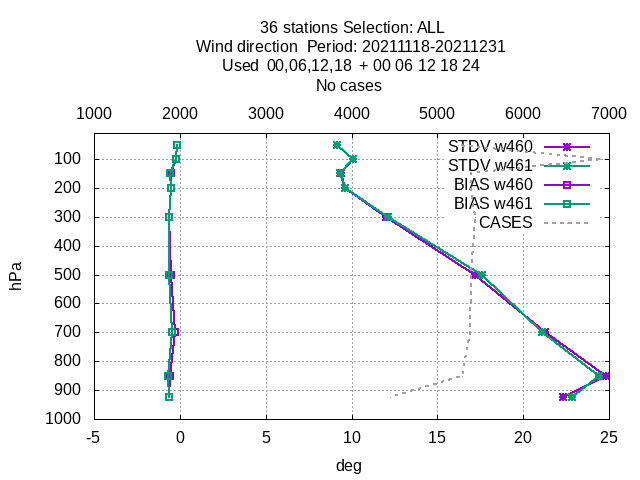 36 stations Selection: ALL
Wind direction  Period: 20211118-20211231
Used  00,06,12,18  + 00 06 12 18 24
No cases
1000 2000 3000 4000 5000 6000 7000
STDV w460
STDV w461
BIAS w460
BIAS w461
CASES
100
200
300
400
500
600
700
800
900
1000
hPa
-5 0 5 10 15 20 25
deg